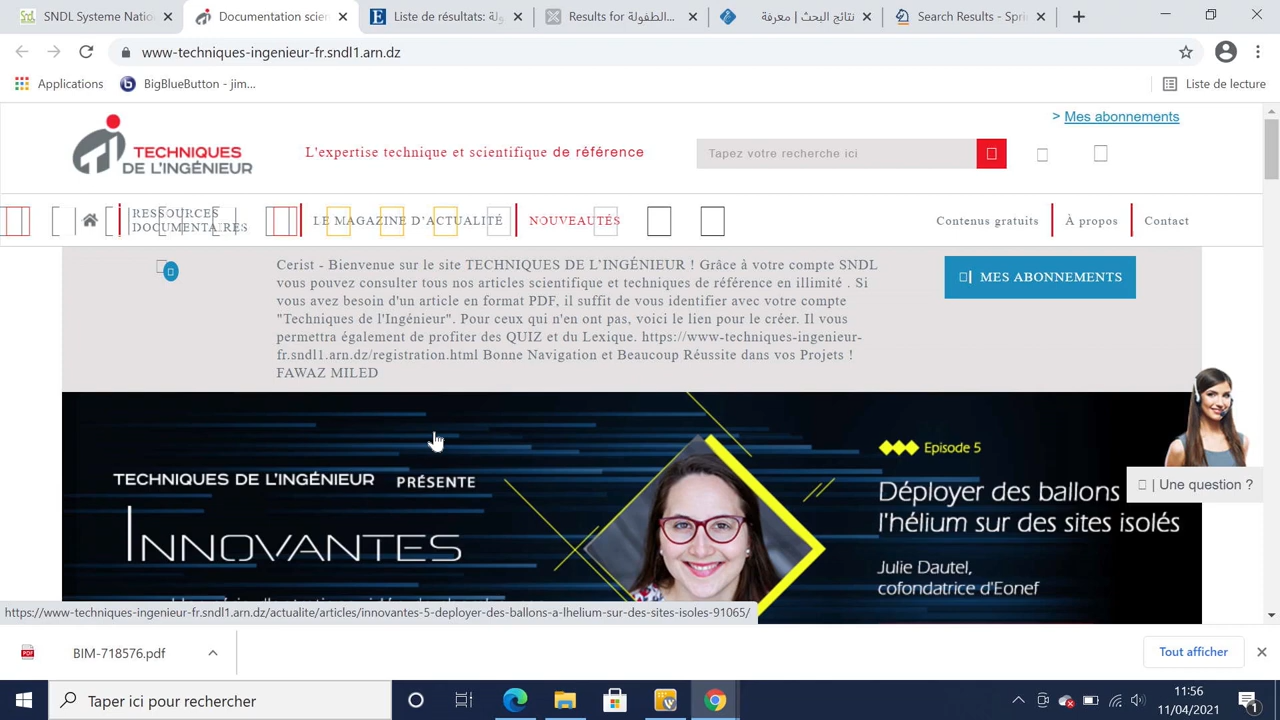 SNDL Systeme Natio
Documentation scien
Liste de résultats: ولة
Results for الطفولة...
نتائج البحث | معرفة
Search Results - Spri
www-techniques-ingenieur-fr.sndl1.arn.dz
Applications
BigBlueButton - jim...
Liste de lecture
> Mes abonnements
TECHNIQUES
DE L'INGÉNIEUR
L'expertise technique et scientifique de référence
Tapez votre recherche ici
RESSOURCES
DOCUMENTAIRES
LE MAGAZINE D'ACTUALITÉ
NOUVEAUTÉS
Contenus gratuits
À propos
Contact
Cerist - Bienvenue sur le site TECHNIQUES DE L'INGÉNIEUR ! Grâce à votre compte SNDL
vous pouvez consulter tous nos articles scientifique et techniques de référence en illimité . Si
vous avez besoin d'un article en format PDF, il suffit de vous identifier avec votre compte
"Techniques de l'Ingénieur". Pour ceux qui n'en ont pas, voici le lien pour le créer. Il vous
permettra également de profiter des QUIZ et du Lexique. https://www-techniques-ingenieur-
fr.sndl1.arn.dz/registration.html Bonne Navigation et Beaucoup Réussite dans vos Projets !
FAWAZ MILED
MES ABONNEMENTS
TECHNIQUES DE L'INGÉNIEUR PRÉSENTE
INNOVANTES
Episode 5
Déployer des ballons
l'hélium sur des sites isolés
Julie Dautel,
cofondatrice d'Eonef
| Une question ?
https://www-techniques-ingenieur-fr.sndl1.arn.dz/actualite/articles/innovantes-5-deployer-des-ballons-a-lhelium-sur-des-sites-isoles-91065/
BIM-718576.pdf
Tout afficher
Taper ici pour rechercher
11:56
11/04/2021
1